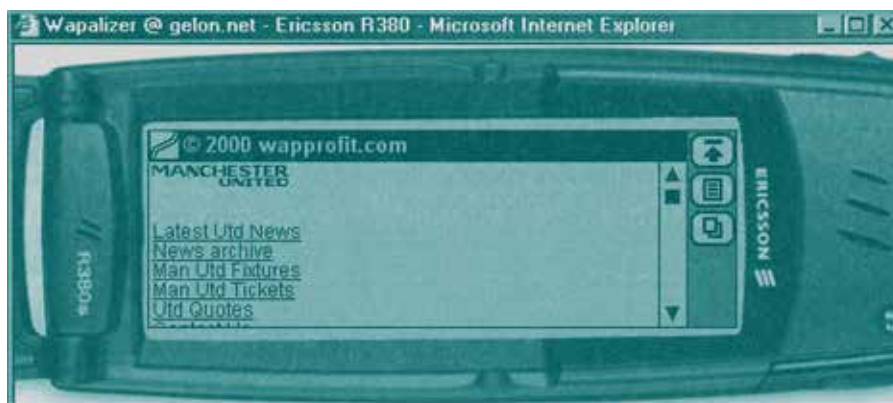 Wapalizer @ gelon.net - Ericsson R380 - Microsoft Internet Explorer
© 2000 wapprofit.com
MANCHESTER
UNITED
Latest Utd News
News archive
Man Utd Fixtures
Man Utd Tickets
Utd Quotes
ERICSSON
R380s